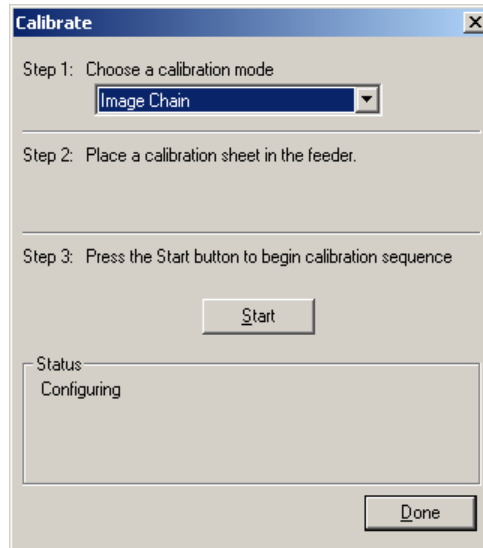 Calibrate
Step 1: Choose a calibration mode
Image Chain
Step 2: Place a calibration sheet in the feeder.
Step 3: Press the Start button to begin calibration sequence
Start
Status
Configuring
Done